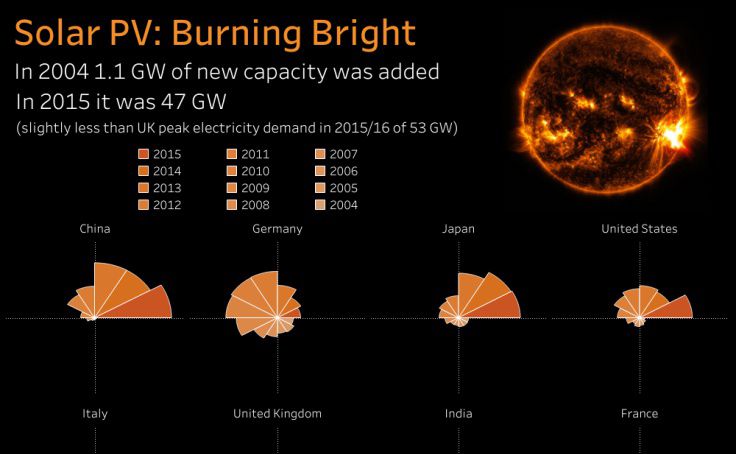 Solar PV: Burning Bright
In 2004 1.1 GW of new capacity was added
In 2015 it was 47 GW
(slightly less than UK peak electricity demand in 2015/16 of 53 GW)
2015 2011 2007
2014 2010 2006
2013 2009 2005
2012 2008 2004
China Germany Japan United States
Italy United Kingdom India France